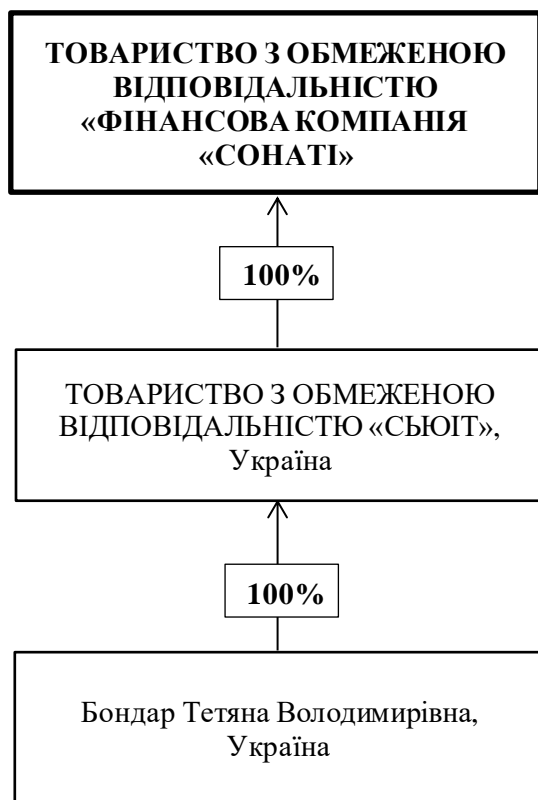 ТОВАРИСТВО З ОБМЕЖЕНОЮ
ВІДПОВІДАЛЬНІСТЮ
«ФІНАНСОВА КОМПАНІЯ
«СОНАТІ»
100%
ТОВАРИСТВО З ОБМЕЖЕНОЮ
ВІДПОВІДАЛЬНІСТЮ «СЬЮІТ»,
Україна
100%
Бондар Тетяна Володимирівна,
Україна